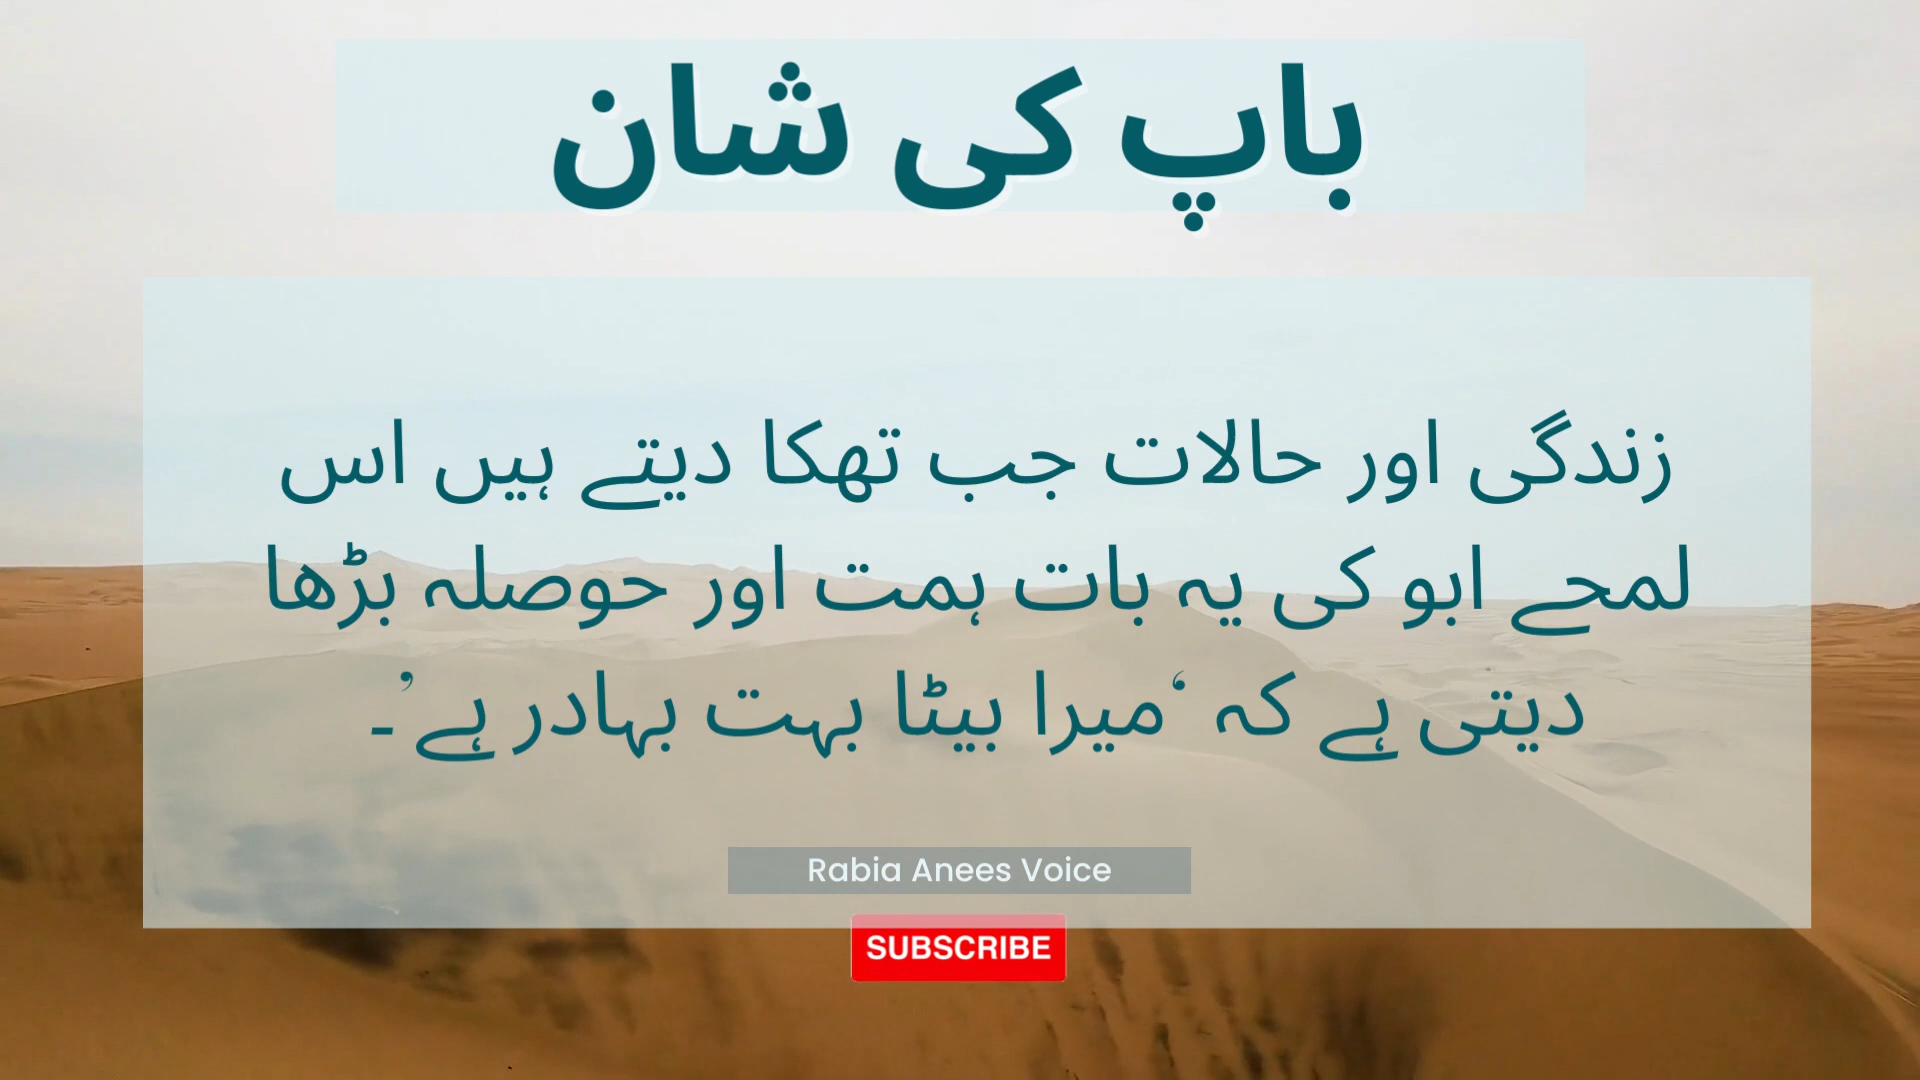 باپ کی شان
زندگی اور حالات جب تھکا دیتے ہیں اس
لمحے ابو کی یہ بات ہمت اور حوصلہ بڑھا
دیتی ہے کہ ‘میرا بیٹا بہت بہادر ہے’۔
Rabia Anees Voice
SUBSCRIBE